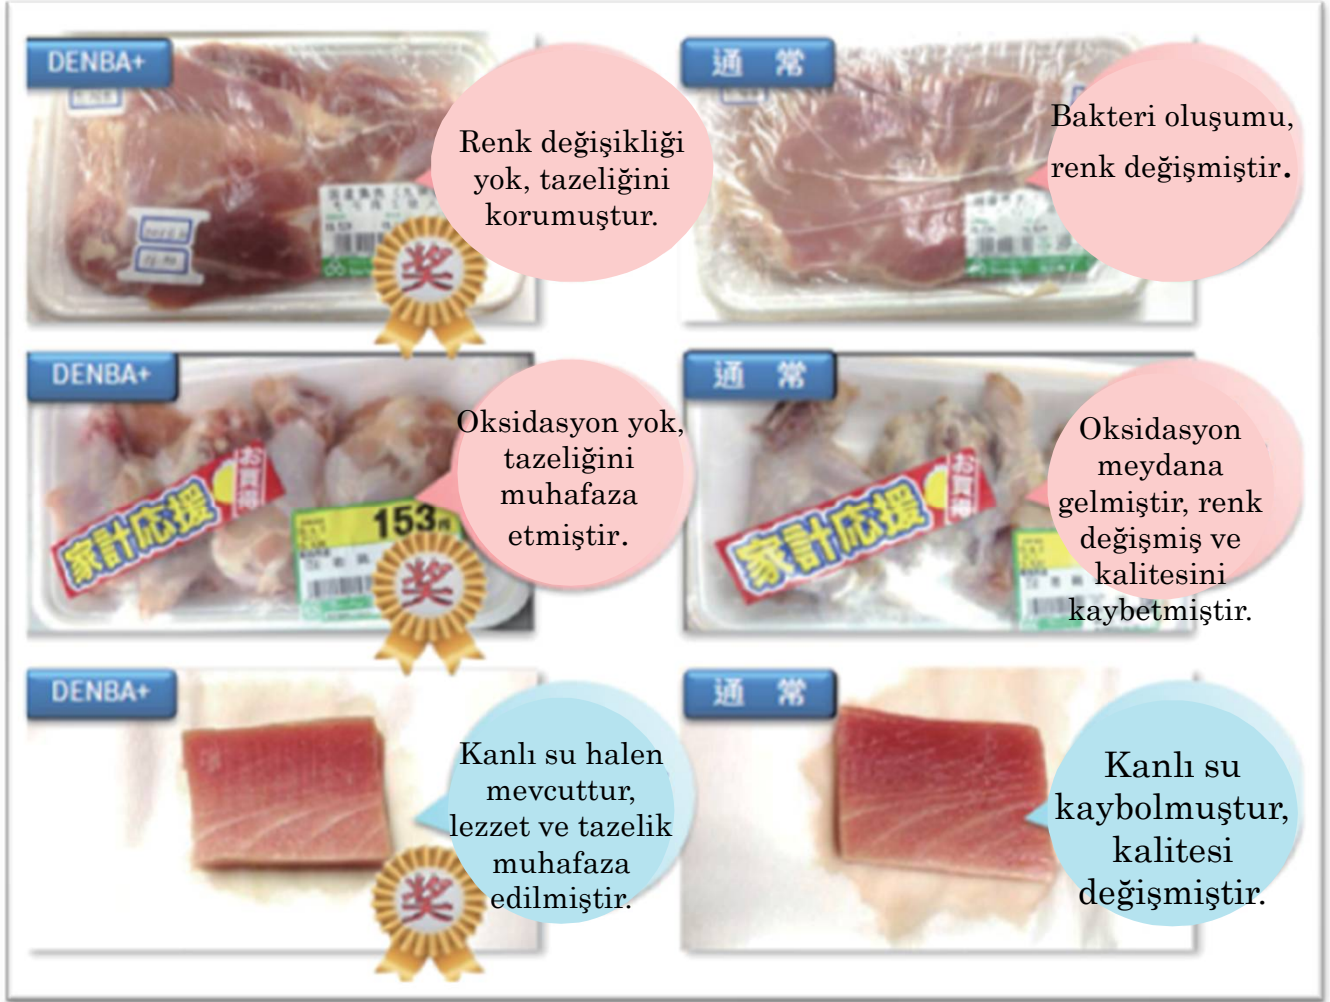 DENBA+
Renk değişikliği
yok, tazeliğini
korumuştur.
奖
通 常
Bakteri oluşumu,
renk değişmiştir.
DENBA+
Oksidasyon yok,
tazeliğini
muhafaza
etmiştir.
家計応援
お買得
153円
奖
通 常
Oksidasyon
meydana
gelmiştir, renk
değişmiş ve
kalitesini
kaybetmiştir.
家計応援
お買得
DENBA+
Kanlı su halen
mevcuttur,
lezzet ve tazelik
muhafaza
edilmiştir.
奖
通 常
Kanlı su
kaybolmuştur,
kalitesi
değişmiştir.